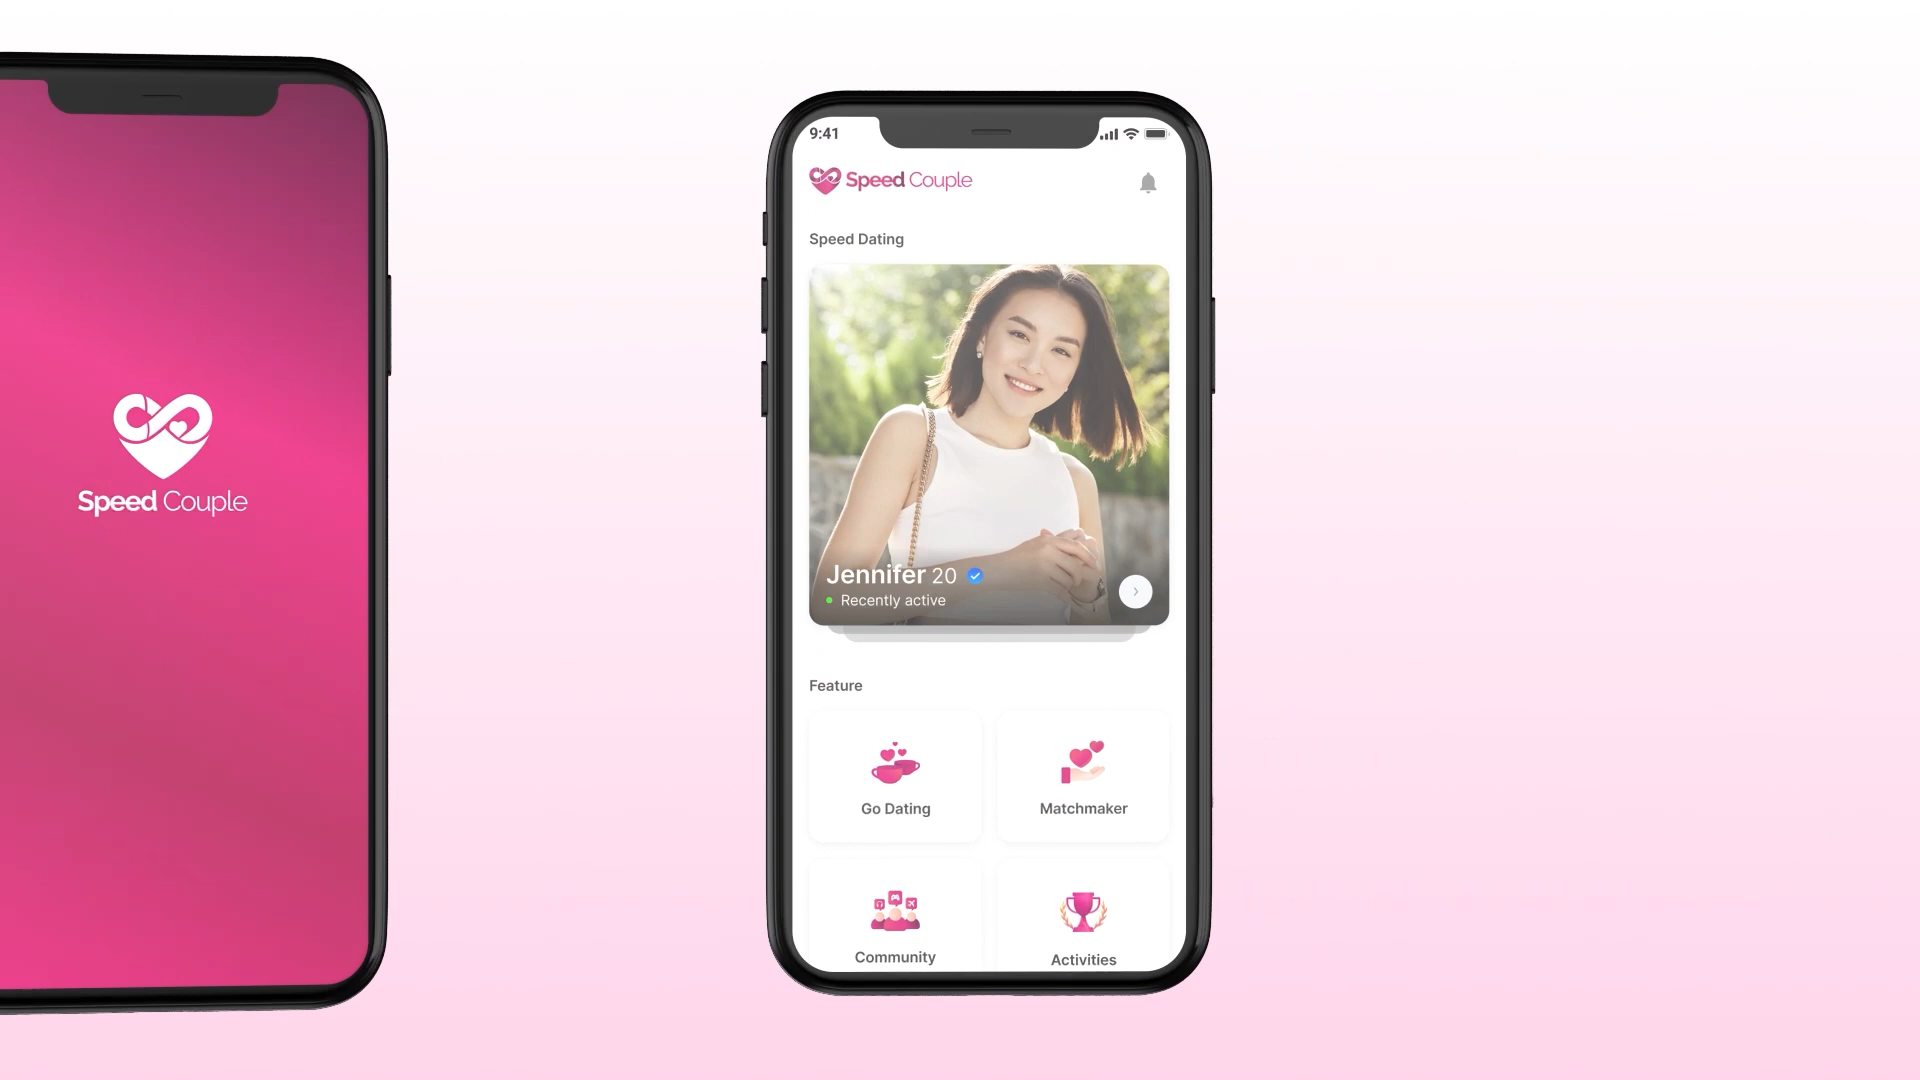 Speed Couple
9:41
Speed Couple
Speed Dating
Jennifer 20
Recently active
Feature
Go Dating
Matchmaker
Community
Activities